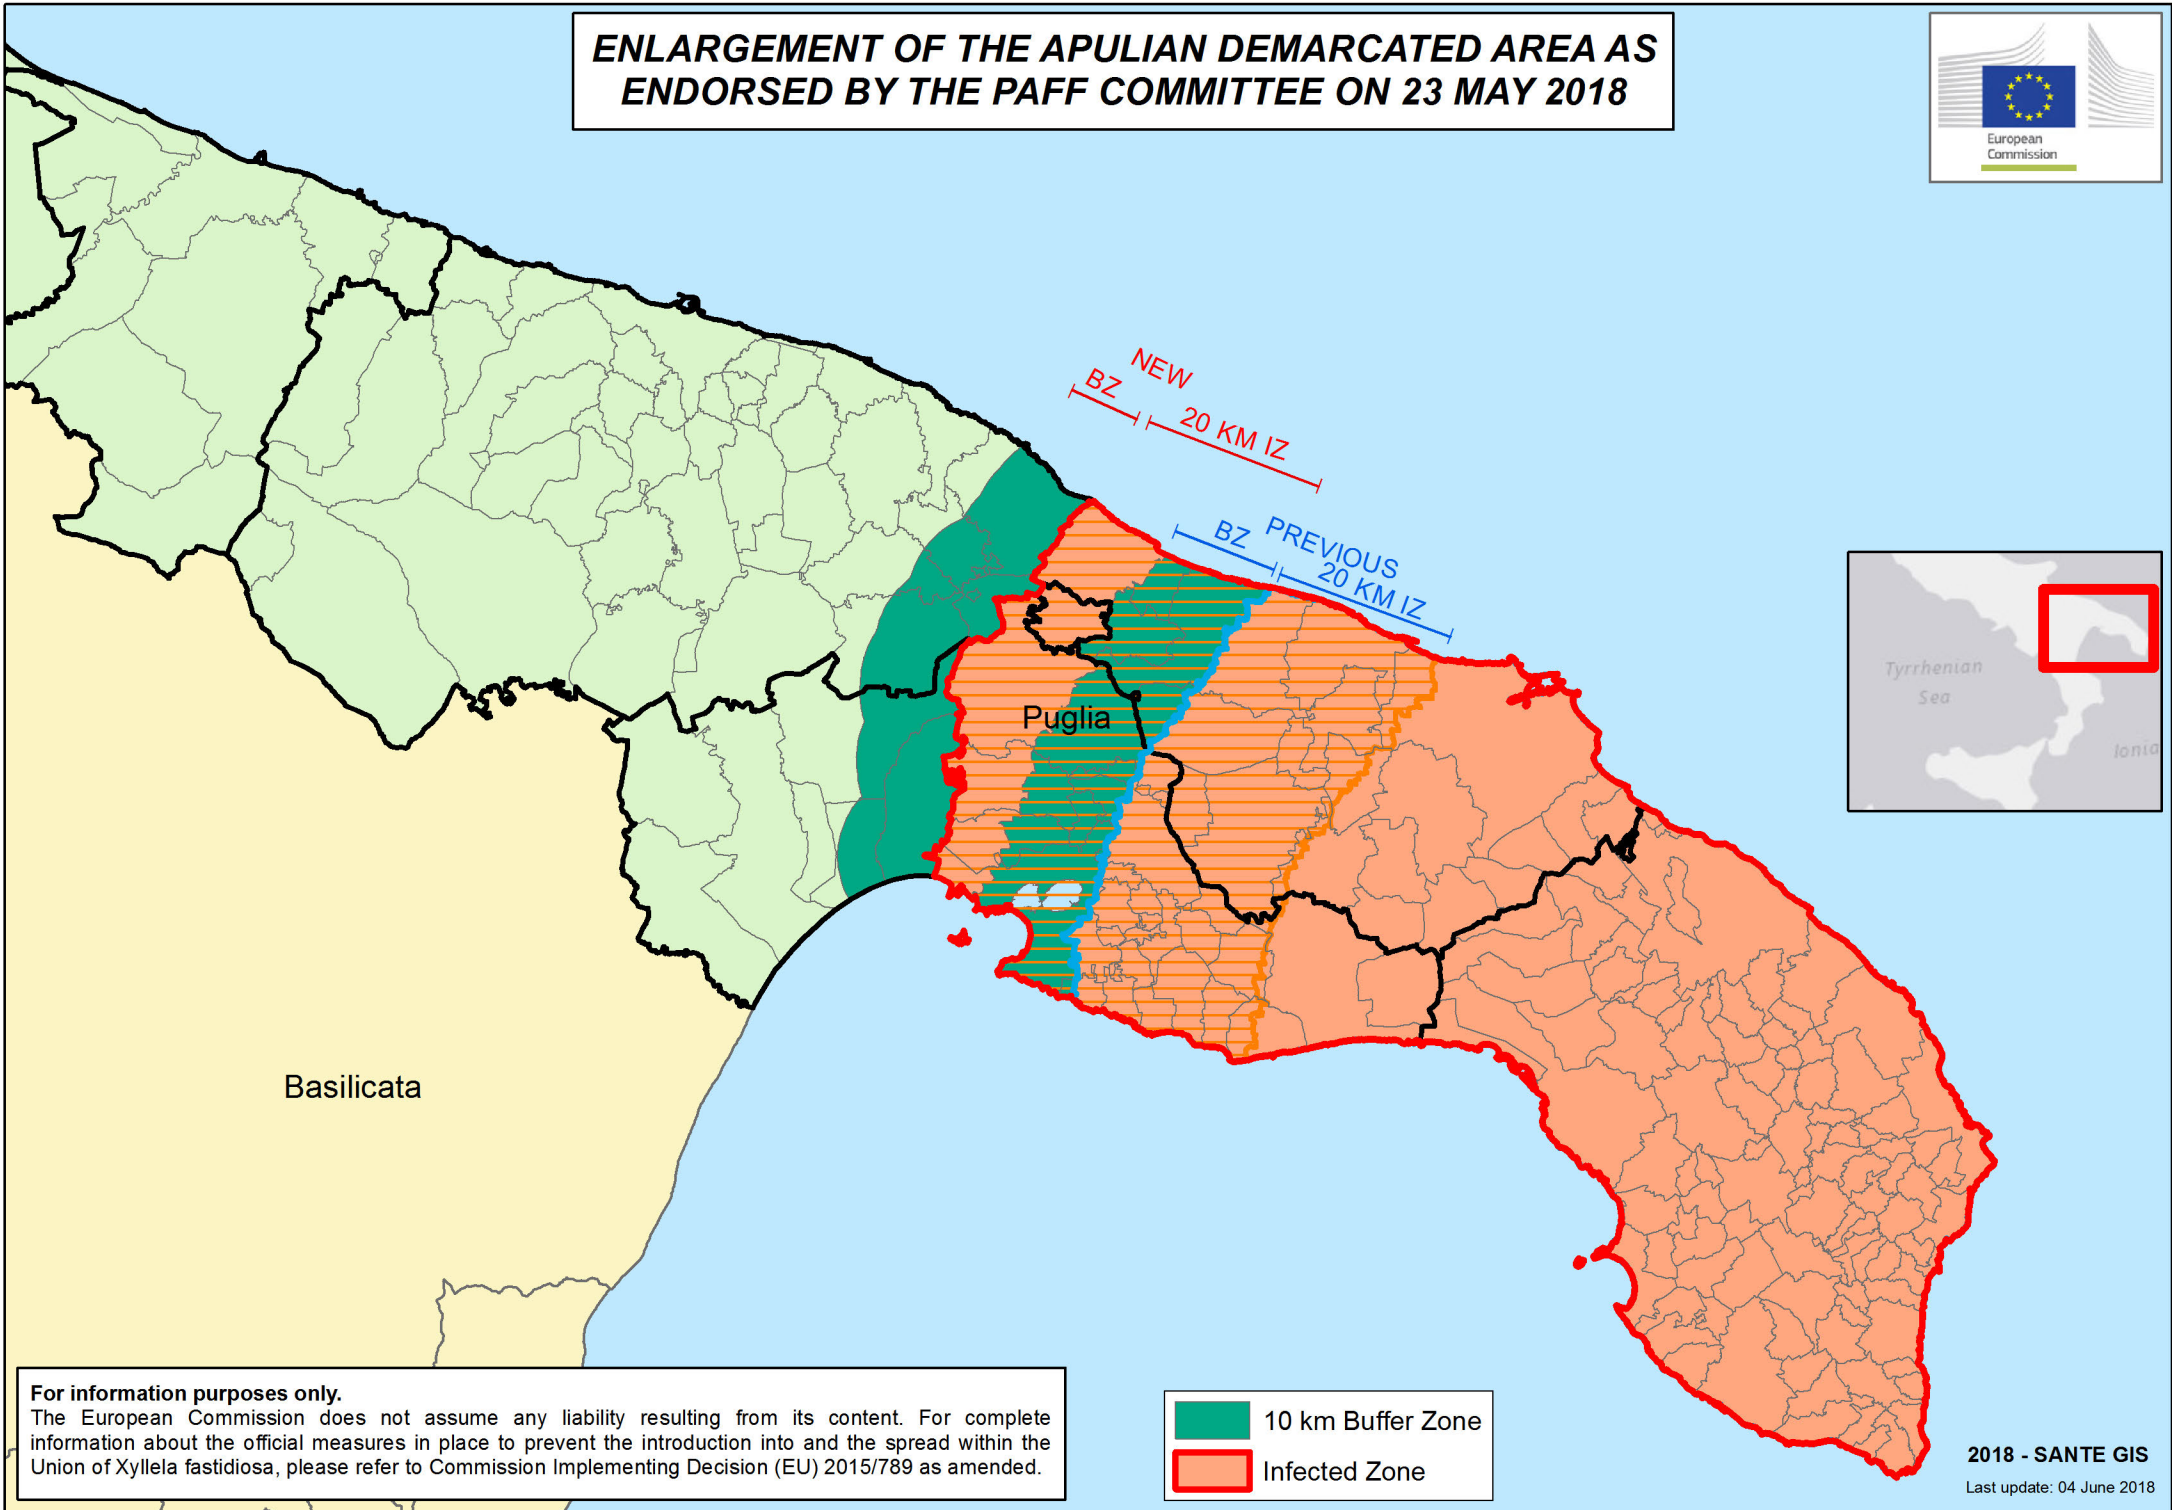 ENLARGEMENT OF THE APULIAN DEMARCATED AREA AS
ENDORSED BY THE PAFF COMMITTEE ON 23 MAY 2018
European
Commission
NEW
BZ
20 KM IZ
PREVIOUS
BZ
20 KM IZ
Tyrrhenian
Sea
Ionia
Puglia
Basilicata
For information purposes only.
The European Commission does not assume any liability resulting from its content. For complete
information about the official measures in place to prevent the introduction into and the spread within the
Union of Xyllela fastidiosa, please refer to Commission Implementing Decision (EU) 2015/789 as amended.
10 km Buffer Zone
Infected Zone
2018 - SANTE GIS
Last update: 04 June 2018